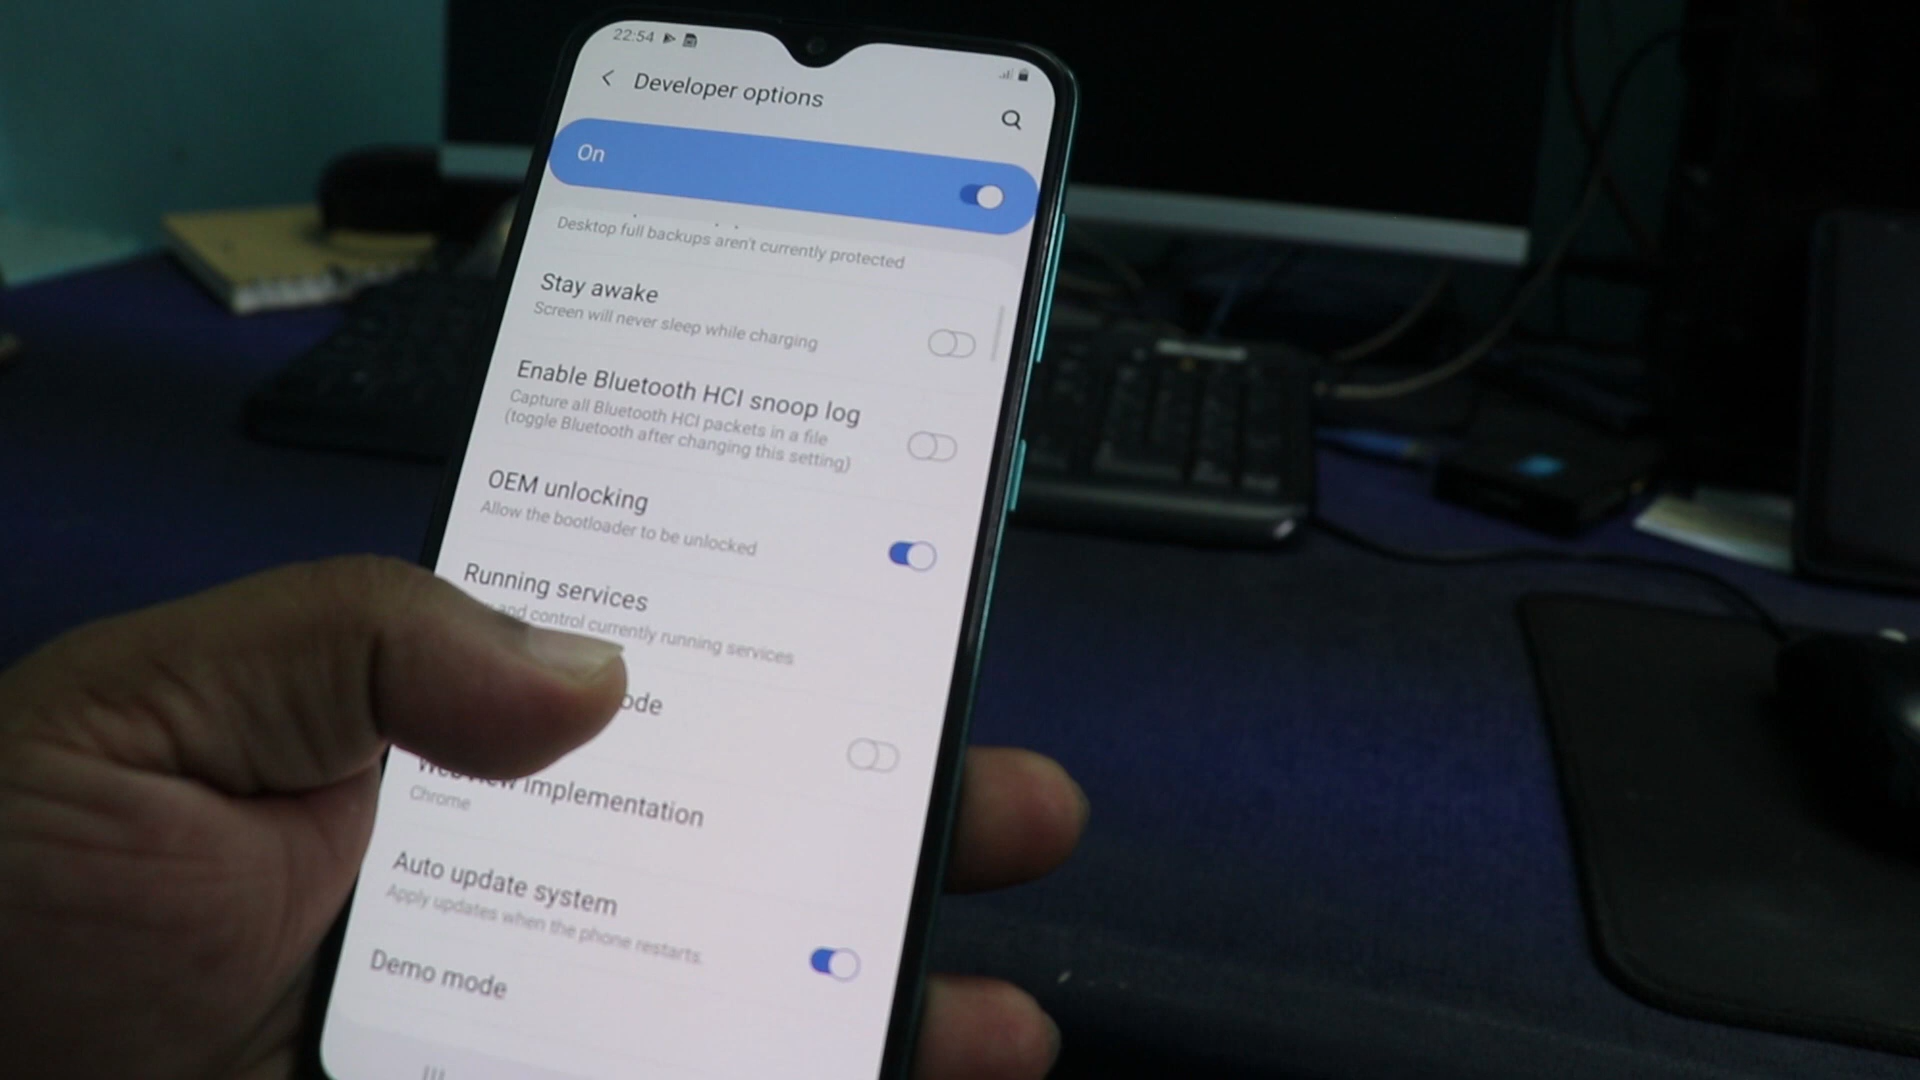 22:54
Developer options
On
Desktop full backups aren't currently protected
Stay awake
Screen will never sleep while charging
Enable Bluetooth HCI snoop log
Capture all Bluetooth HCI packets in a file
(toggle Bluetooth after changing this setting)
OEM unlocking
Allow the bootloader to be unlocked
Running services
and control currently running services
implementation
Chrome
Auto update system
Apply updates when the phone restarts.
Demo mode